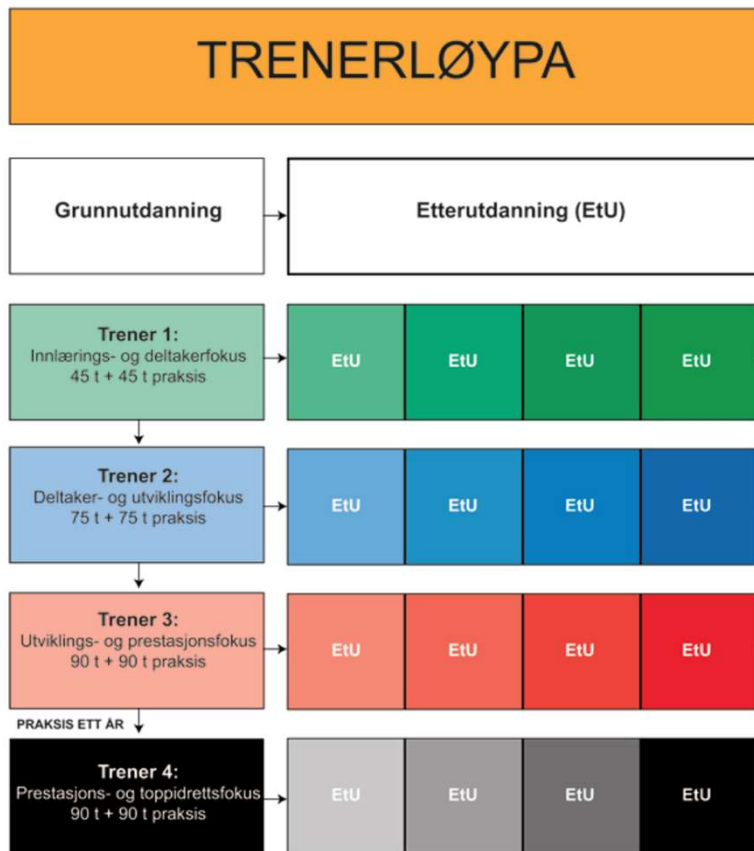 TRENERLØYPA
Grunnutdanning
Etterutdanning (EtU)
Trener 1:
Innlærings- og deltakerfokus
45 t + 45 t praksis
EtU
EtU
EtU
EtU
Trener 2:
Deltaker- og utviklingsfokus
75 t + 75 t praksis
EtU
EtU
EtU
EtU
Trener 3:
Utviklings- og prestasjonsfokus
90 t + 90 t praksis
EtU
EtU
EtU
EtU
PRAKSIS ETT ÅR
Trener 4:
Prestasjons- og toppidrettsfokus
90 t + 90 t praksis
EtU
EtU
EtU
EtU